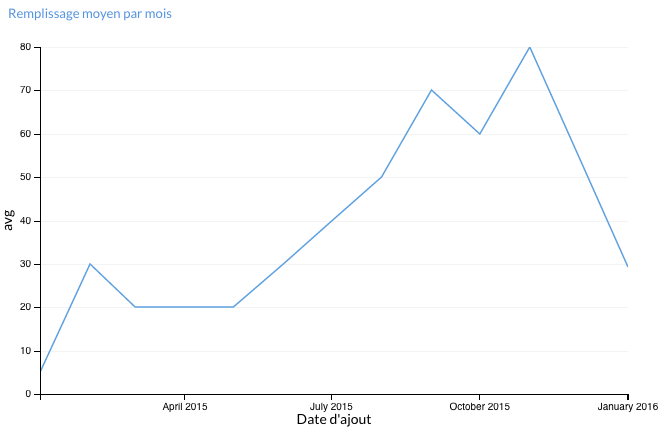 Remplissage moyen par mois
80
70
60
50
40
30
20
10
0
avg
April 2015
July 2015
October 2015
January 2016
Date d'ajout